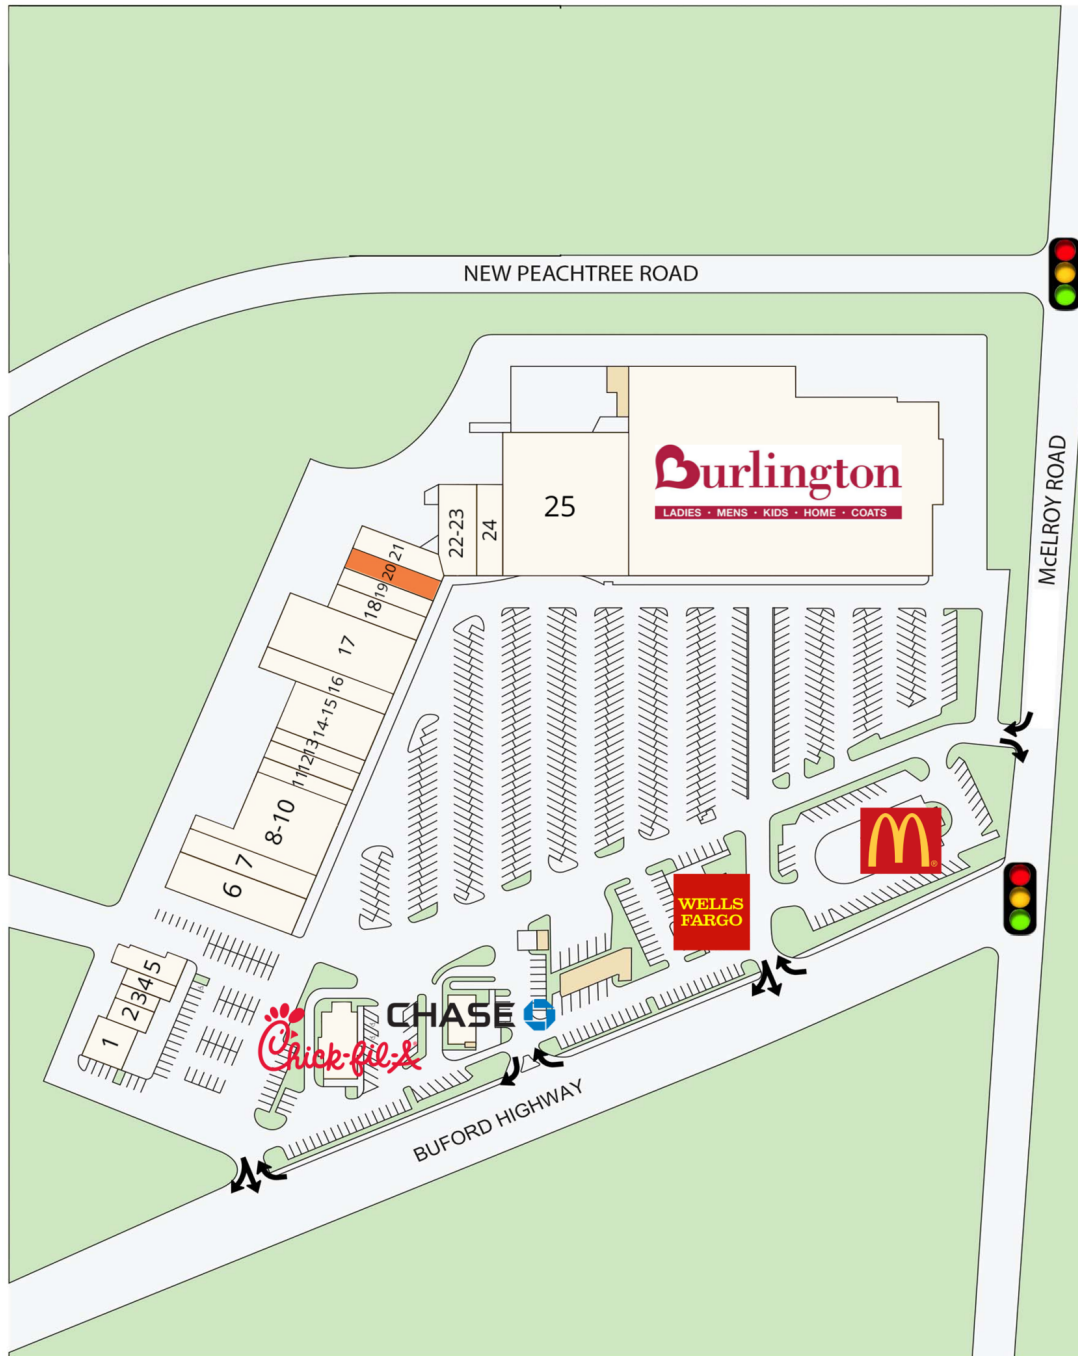 NEW PEACHTREE ROAD
McELROY ROAD
Burlington
LADIES · MENS · KIDS · HOME · COATS
25
24
22-23
21
20
19
18
17
16
14-15
13
12
11
8-10
7
6
5
4
3
2
1
WELLS
FARGO
CHASE
Chick-fil-A
BUFORD HIGHWAY